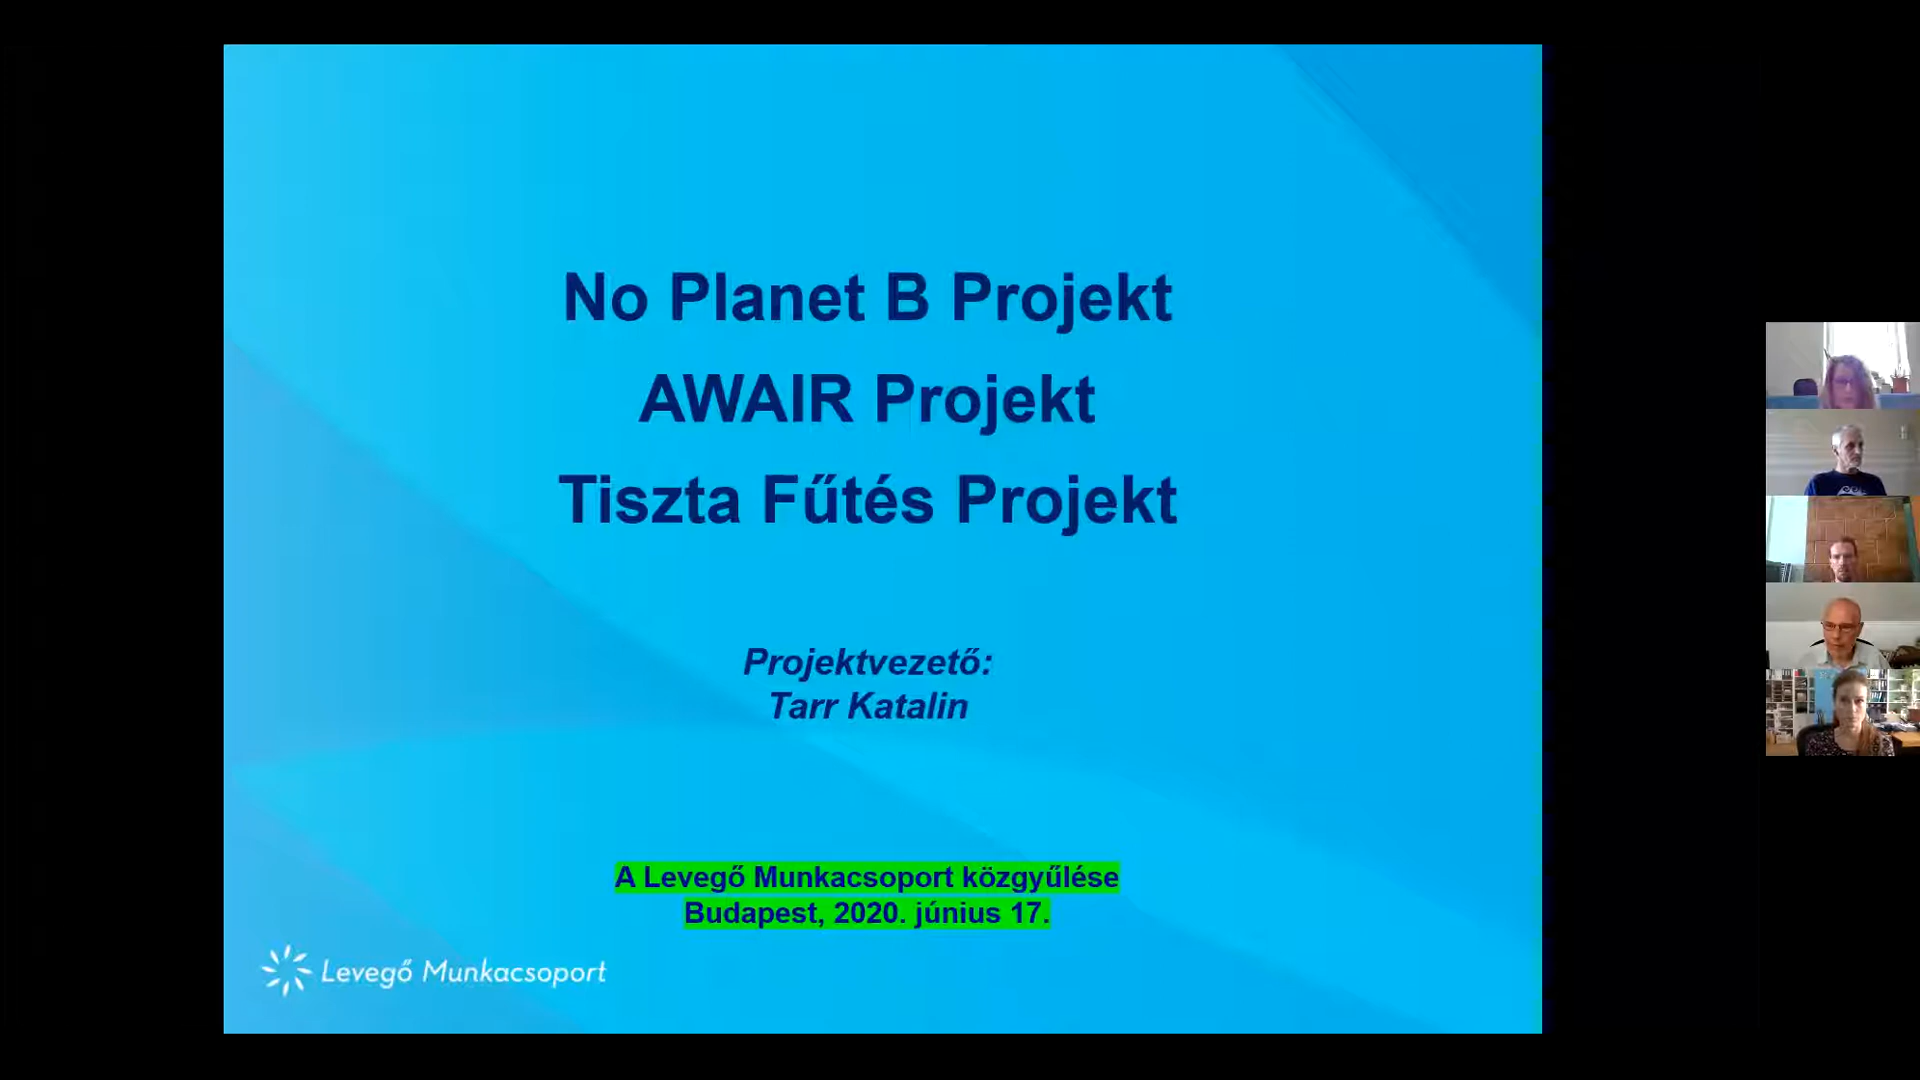 No Planet B Projekt
AWAIR Projekt
Tiszta Fűtés Projekt
Projektvezető:
Tarr Katalin
A Levegő Munkacsoport közgyűlése
Budapest, 2020. június 17.
Levegő Munkacsoport